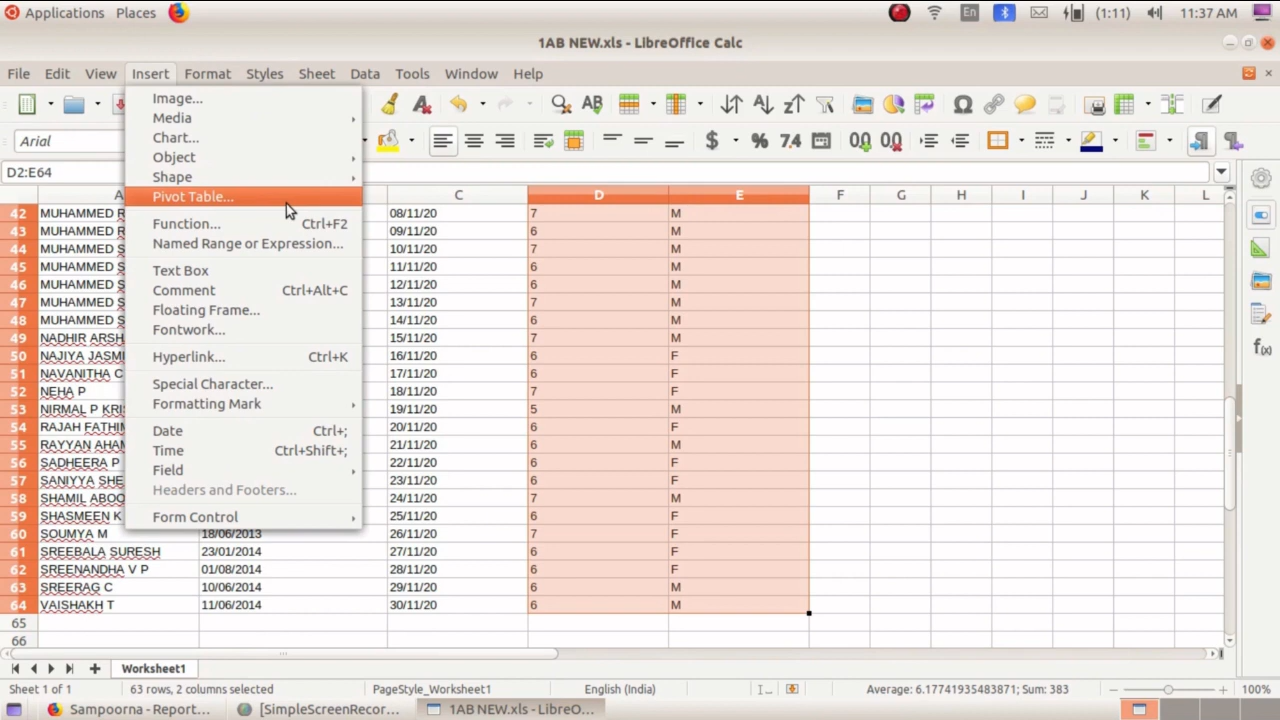 Applications Places En (1:11) 11:37 AM
1AB NEW.xls - LibreOffice Calc
File Edit View Insert Format Styles Sheet Data Tools Window Help
Image...
Media
Chart...
Object
Shape
Pivot Table...
Function... Ctrl+F2
Named Range or Expression...
Text Box
Comment Ctrl+Alt+C
Floating Frame...
Fontwork...
Hyperlink... Ctrl+K
Special Character...
Formatting Mark
Date Ctrl+;
Time Ctrl+Shift+;
Field
Headers and Footers...
Form Control
Arial
$ % 7.4
D2:E64
A C D E F G H I J K L
42 MUHAMMED R 08/11/20 7 M
43 MUHAMMED R 09/11/20 6 M
44 MUHAMMED S 10/11/20 7 M
45 MUHAMMED S 11/11/20 6 M
46 MUHAMMED S 12/11/20 6 M
47 MUHAMMED S 13/11/20 7 M
48 MUHAMMED S 14/11/20 6 M
49 NADHIR ARSH 15/11/20 7 M
50 NAJIYA JASMI 16/11/20 6 F
51 NAVANITHA C 17/11/20 6 F
52 NEHA P 18/11/20 7 F
53 NIRMAL P KRI 19/11/20 5 M
54 RAJAH FATHIM 20/11/20 6 F
55 RAYYAN AHAM 21/11/20 6 M
56 SADHEERA P 22/11/20 6 F
57 SANIYYA SHE 23/11/20 6 F
58 SHAMIL ABOO 24/11/20 7 M
59 SHASMEEN K 25/11/20 6 F
60 SOUMYA M 18/06/2013 26/11/20 7 F
61 SREEBALA SURESH 23/01/2014 27/11/20 6 F
62 SREENANDHA V P 01/08/2014 28/11/20 6 F
63 SREERAG C 10/06/2014 29/11/20 6 M
64 VAISHAKH T 11/06/2014 30/11/20 6 M
65
66
Worksheet1
Sheet 1 of 1 63 rows, 2 columns selected PageStyle_Worksheet1 English (India) Average: 6.17741935483871; Sum: 383 100%
Sampoorna - Report... [SimpleScreenRecor... 1AB NEW.xls - LibreO...